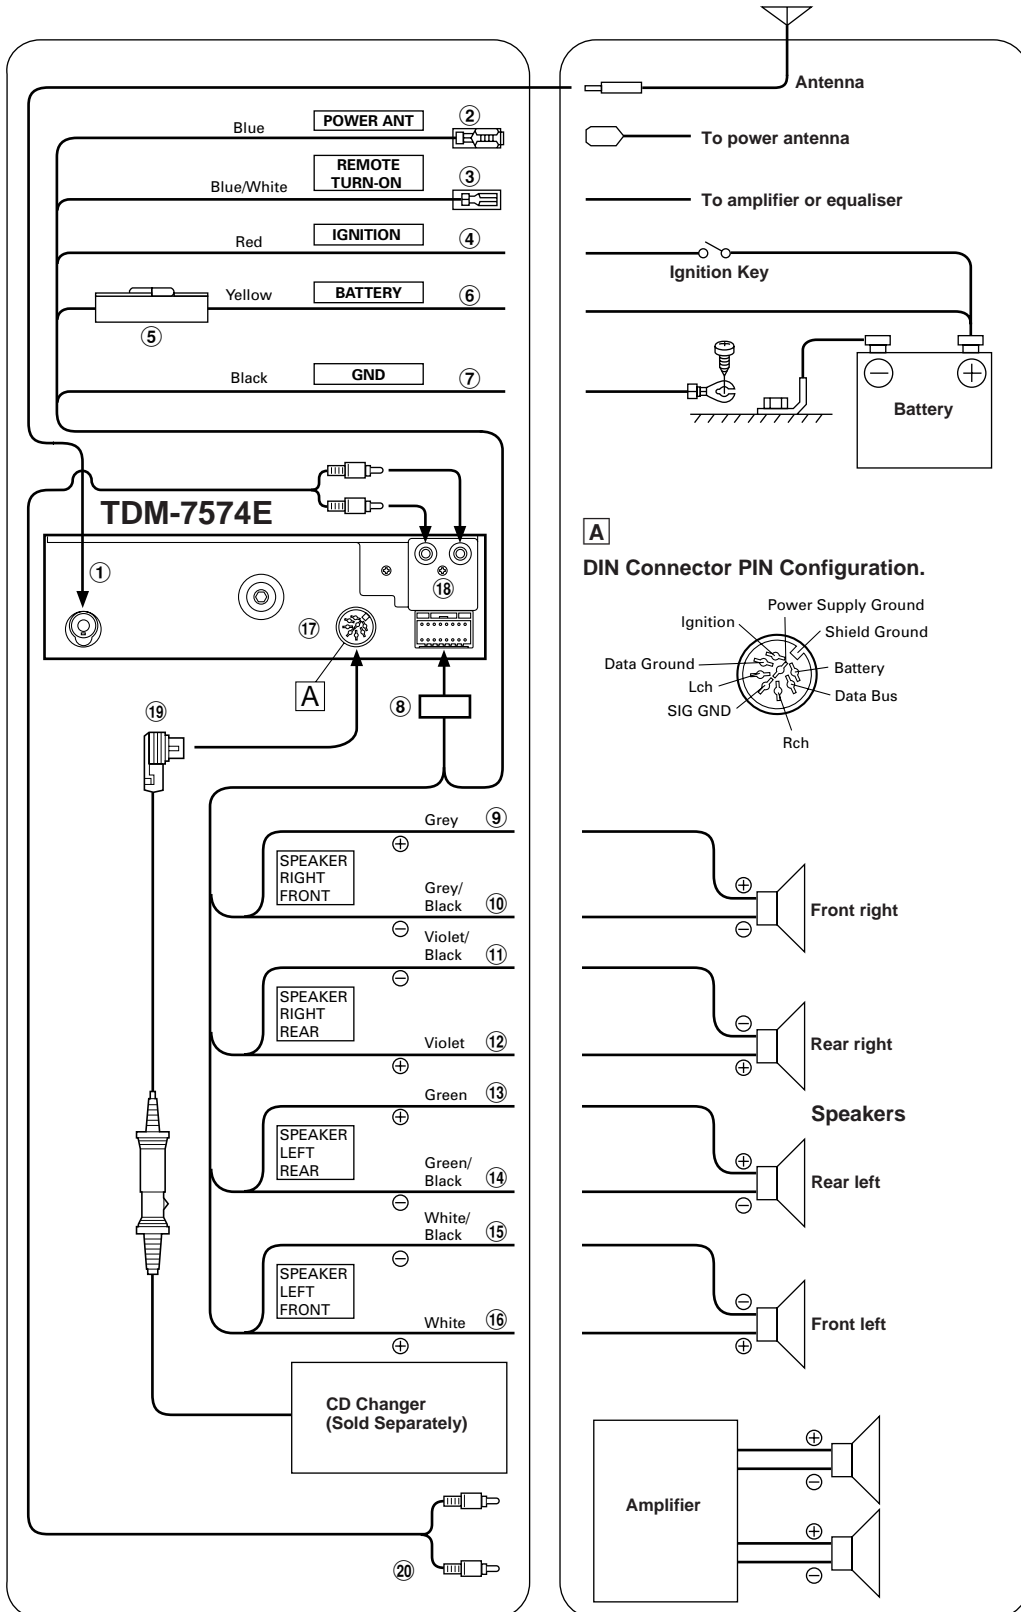 Antenna
Blue
POWER ANT
②
To power antenna
Blue/White
REMOTE
TURN-ON
③
To amplifier or equaliser
Red
IGNITION
④
Ignition Key
Yellow
BATTERY
⑥
⑤
Black
GND
⑦
− +
Battery
TDM-7574E
①
⑱
⑰
A
⑧
⑲
A
DIN Connector PIN Configuration.
Power Supply Ground
Ignition
Shield Ground
Data Ground
Battery
Lch
Data Bus
SIG GND
Rch
Grey ⑨
⊕
SPEAKER
RIGHT
FRONT
Grey/
Black ⑩
⊖
⊕
⊖
Front right
Violet/
Black ⑪
⊖
SPEAKER
RIGHT
REAR
Violet ⑫
⊕
⊖
⊕
Rear right
Speakers
Green ⑬
⊕
SPEAKER
LEFT
REAR
Green/
Black ⑭
⊖
⊕
⊖
Rear left
White/
Black ⑮
⊖
SPEAKER
LEFT
FRONT
White ⑯
⊕
⊖
⊕
Front left
CD Changer
(Sold Separately)
⑳
Amplifier
⊕
⊖
⊕
⊖